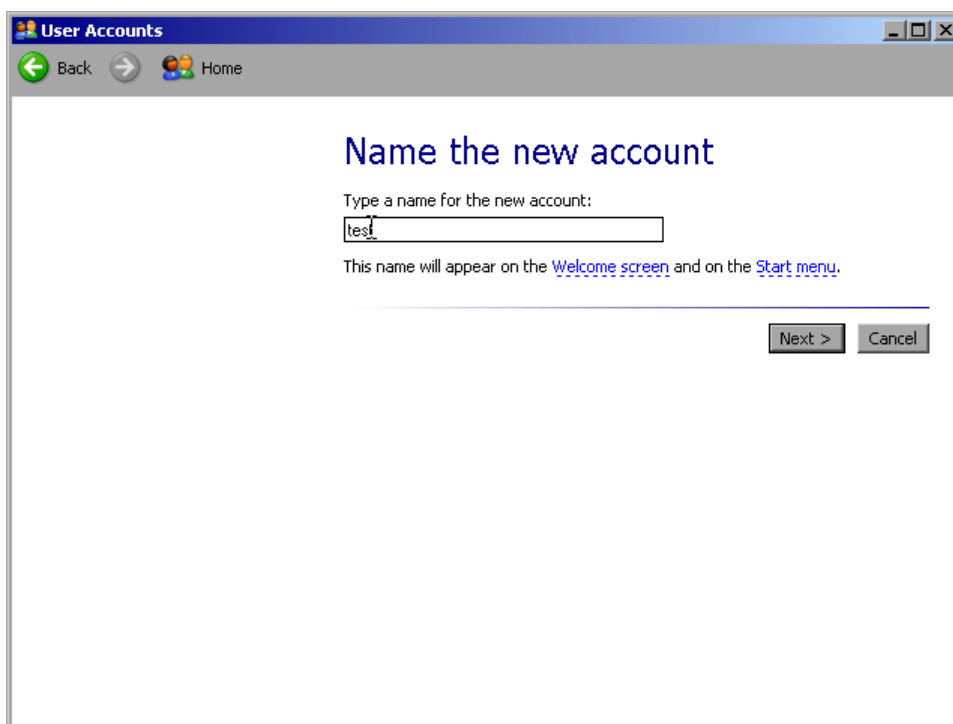 User Accounts
Back Home
Name the new account
Type a name for the new account:
This name will appear on the Welcome screen and on the Start menu.
Next > Cancel